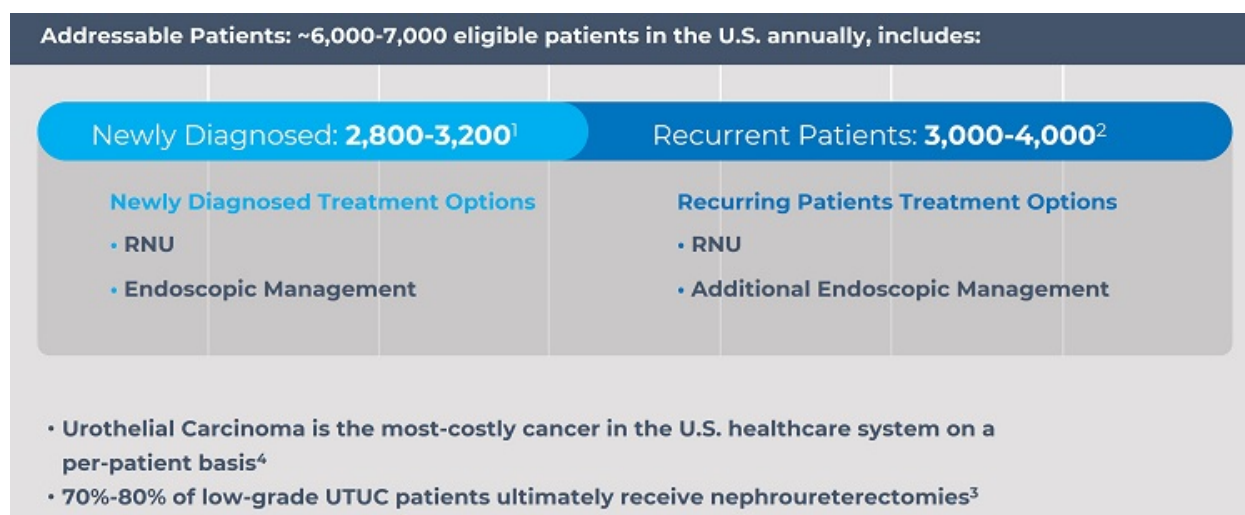 Addressable Patients: ~6,000-7,000 eligible patients in the U.S. annually, includes:
Newly Diagnosed: 2,800-3,200¹
Recurrent Patients: 3,000-4,000²
Newly Diagnosed Treatment Options
• RNU
• Endoscopic Management
Recurring Patients Treatment Options
• RNU
• Additional Endoscopic Management
• Urothelial Carcinoma is the most-costly cancer in the U.S. healthcare system on a
per-patient basis⁴
• 70%-80% of low-grade UTUC patients ultimately receive nephroureterectomies³